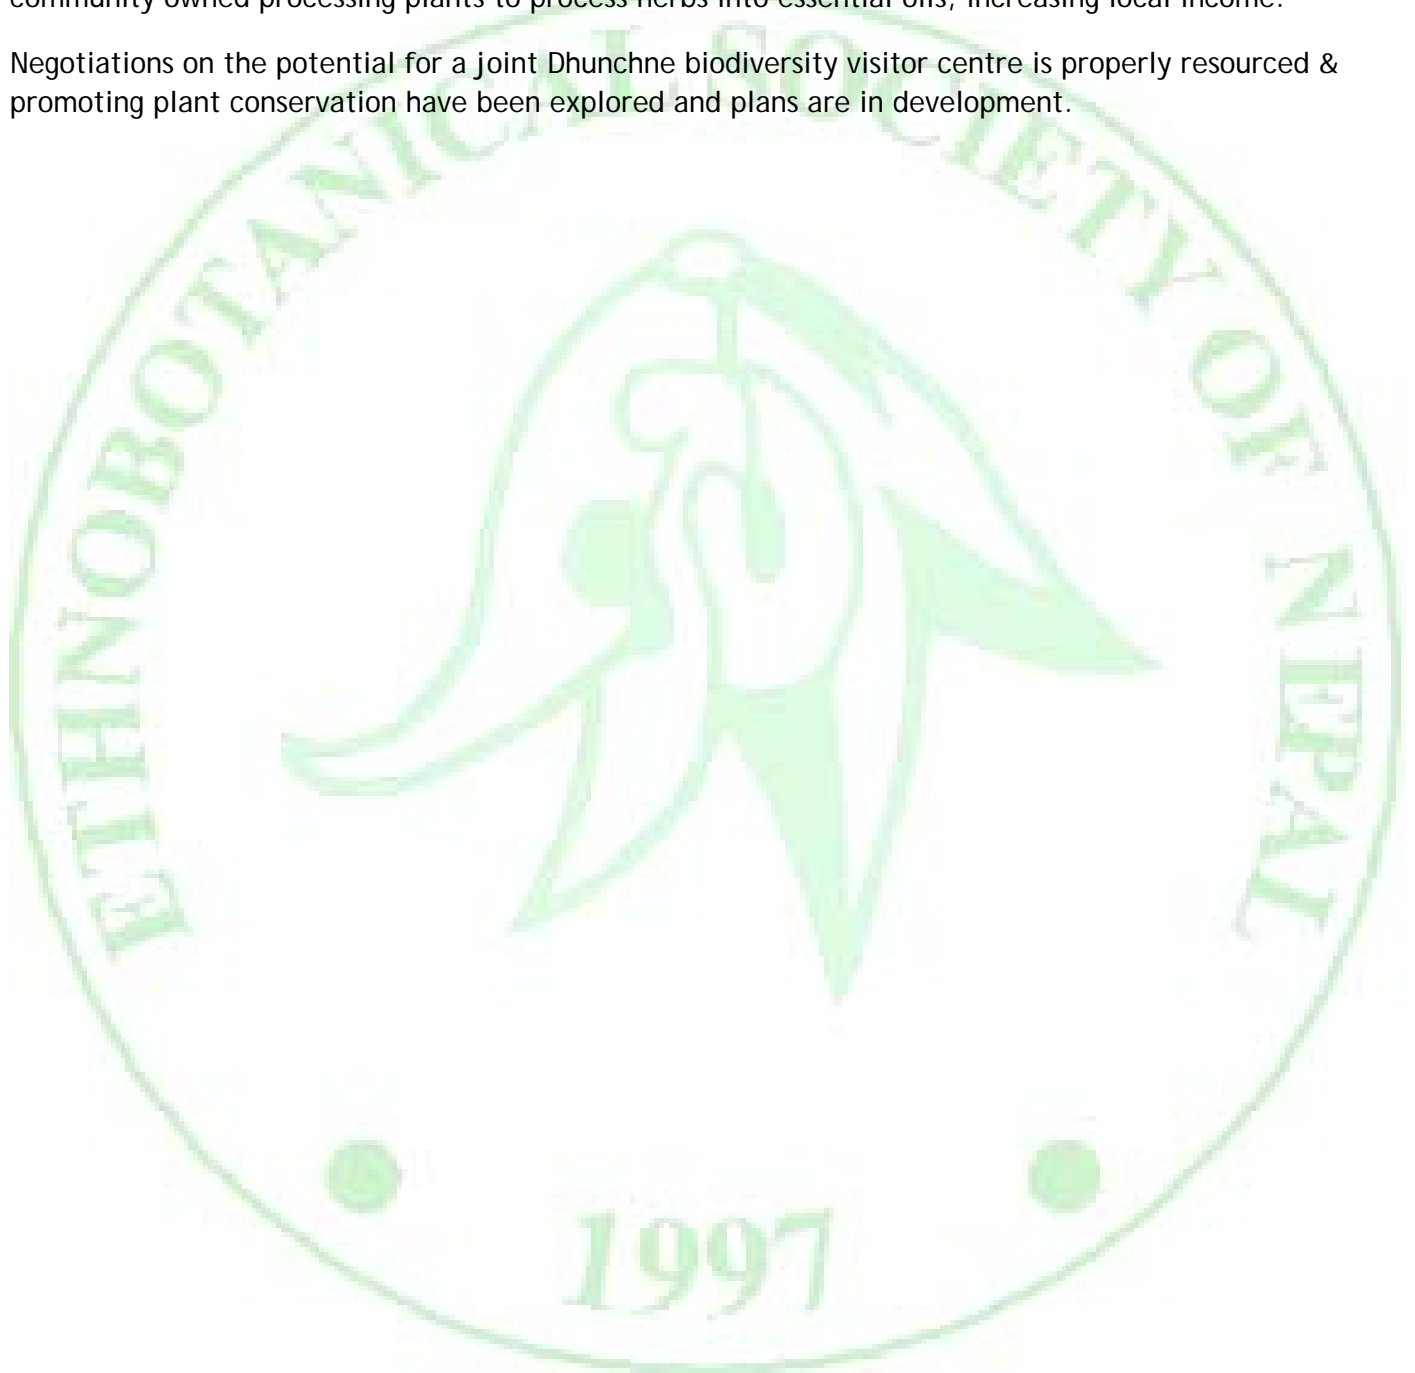 community owned processing plants to process herbs into essential oils, increasing local income.
Negotiations on the potential for a joint Dhunchne biodiversity visitor centre is properly resourced &
promoting plant conservation have been explored and plans are in development.
ETHNOBOTANICAL SOCIETY OF NEPAL
1997